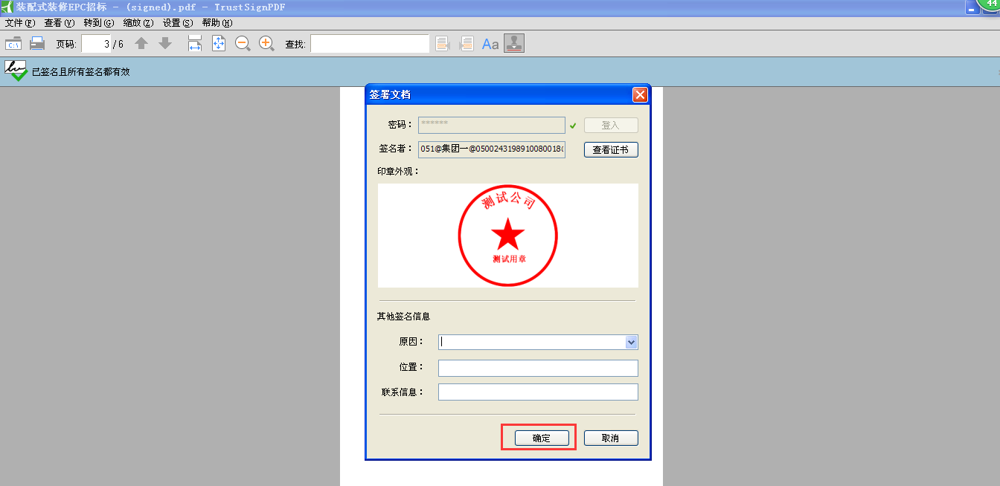 装配式装修EPC招标 - (signed).pdf - TrustSignPDF
44
文件(F) 查看(V) 转到(G) 缩放(Z) 设置(S) 帮助(H)
C:\ 页码: 3 / 6 查找: Aa
已签名且所有签名都有效
签署文档
密码： ****** 登入
签名者： 051@集团一@0500243198910080018@ 查看证书
印章外观：
测试公司
测试用章
其他签名信息
原因：
位置：
联系信息：
确定 取消